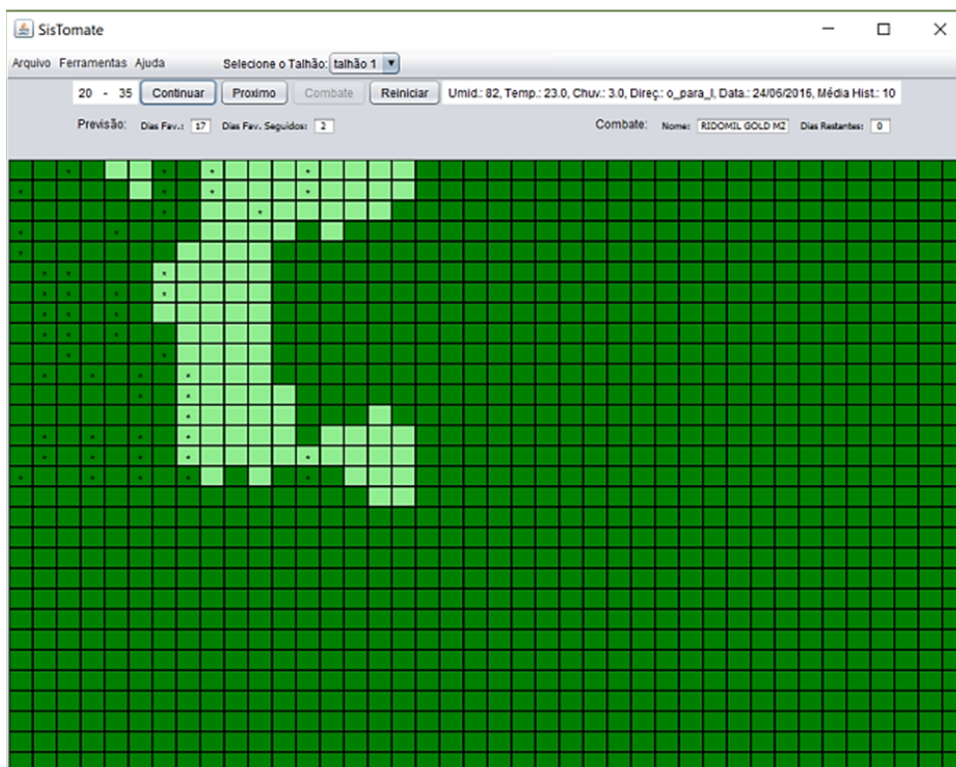 SisTomate
Arquivo Ferramentas Ajuda Selecione o Talhão: talhão 1
20 - 35 Continuar Proximo Combate Reiniciar Umid.: 82, Temp.: 23.0, Chuv.: 3.0, Direç.: o_para_l, Data.: 24/06/2016, Média Hist.: 10
Previsão: Dias Fav.: 17 Dias Fav. Seguidos: 2 Combate: Nome: RIDOMIL GOLD MZ Dias Restantes: 0